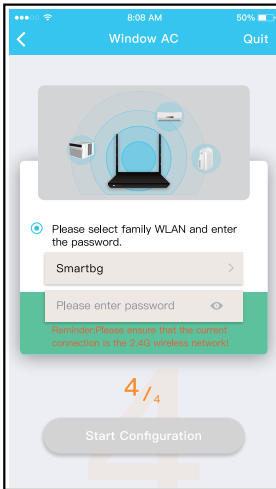 8:08 AM
50%
Window AC
Quit
Please select family WLAN and enter
the password.
Smartbg
Please enter password
Reminder:Please ensure that the current
connection is the 2.4G wireless network!
4/4
4
Start Configuration